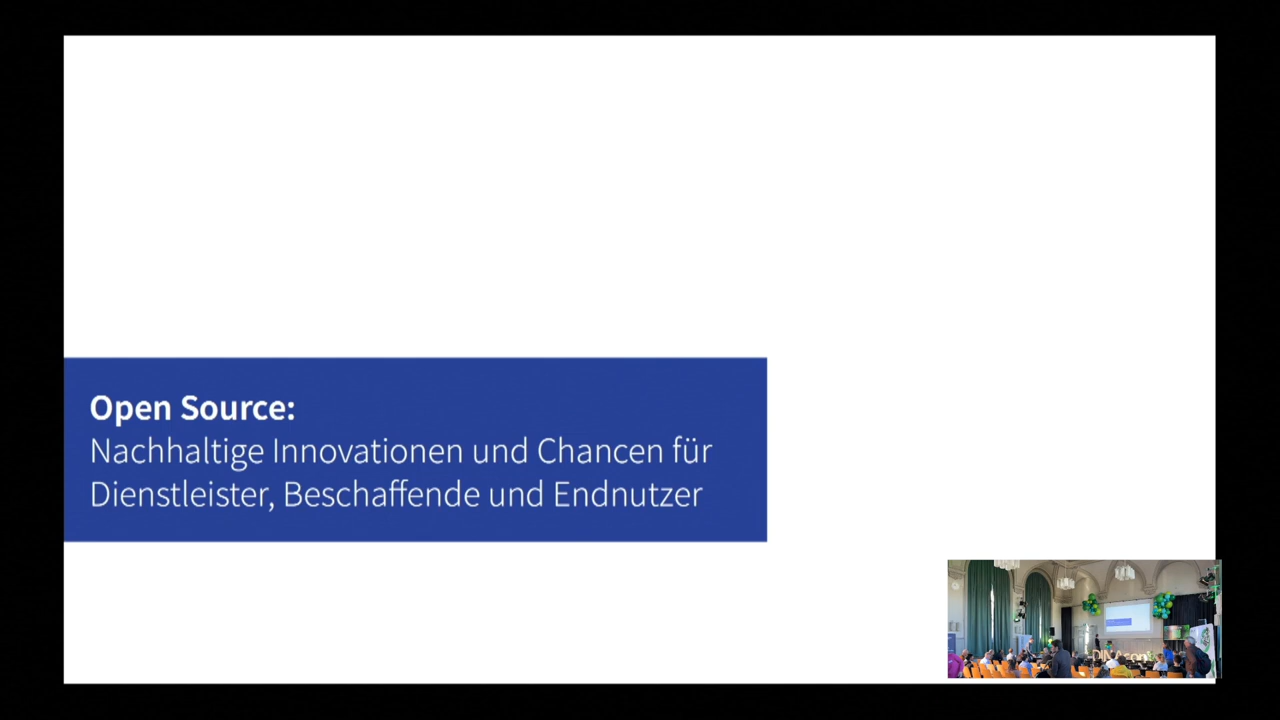 Open Source:
Nachhaltige Innovationen und Chancen für
Dienstleister, Beschaffende und Endnutzer